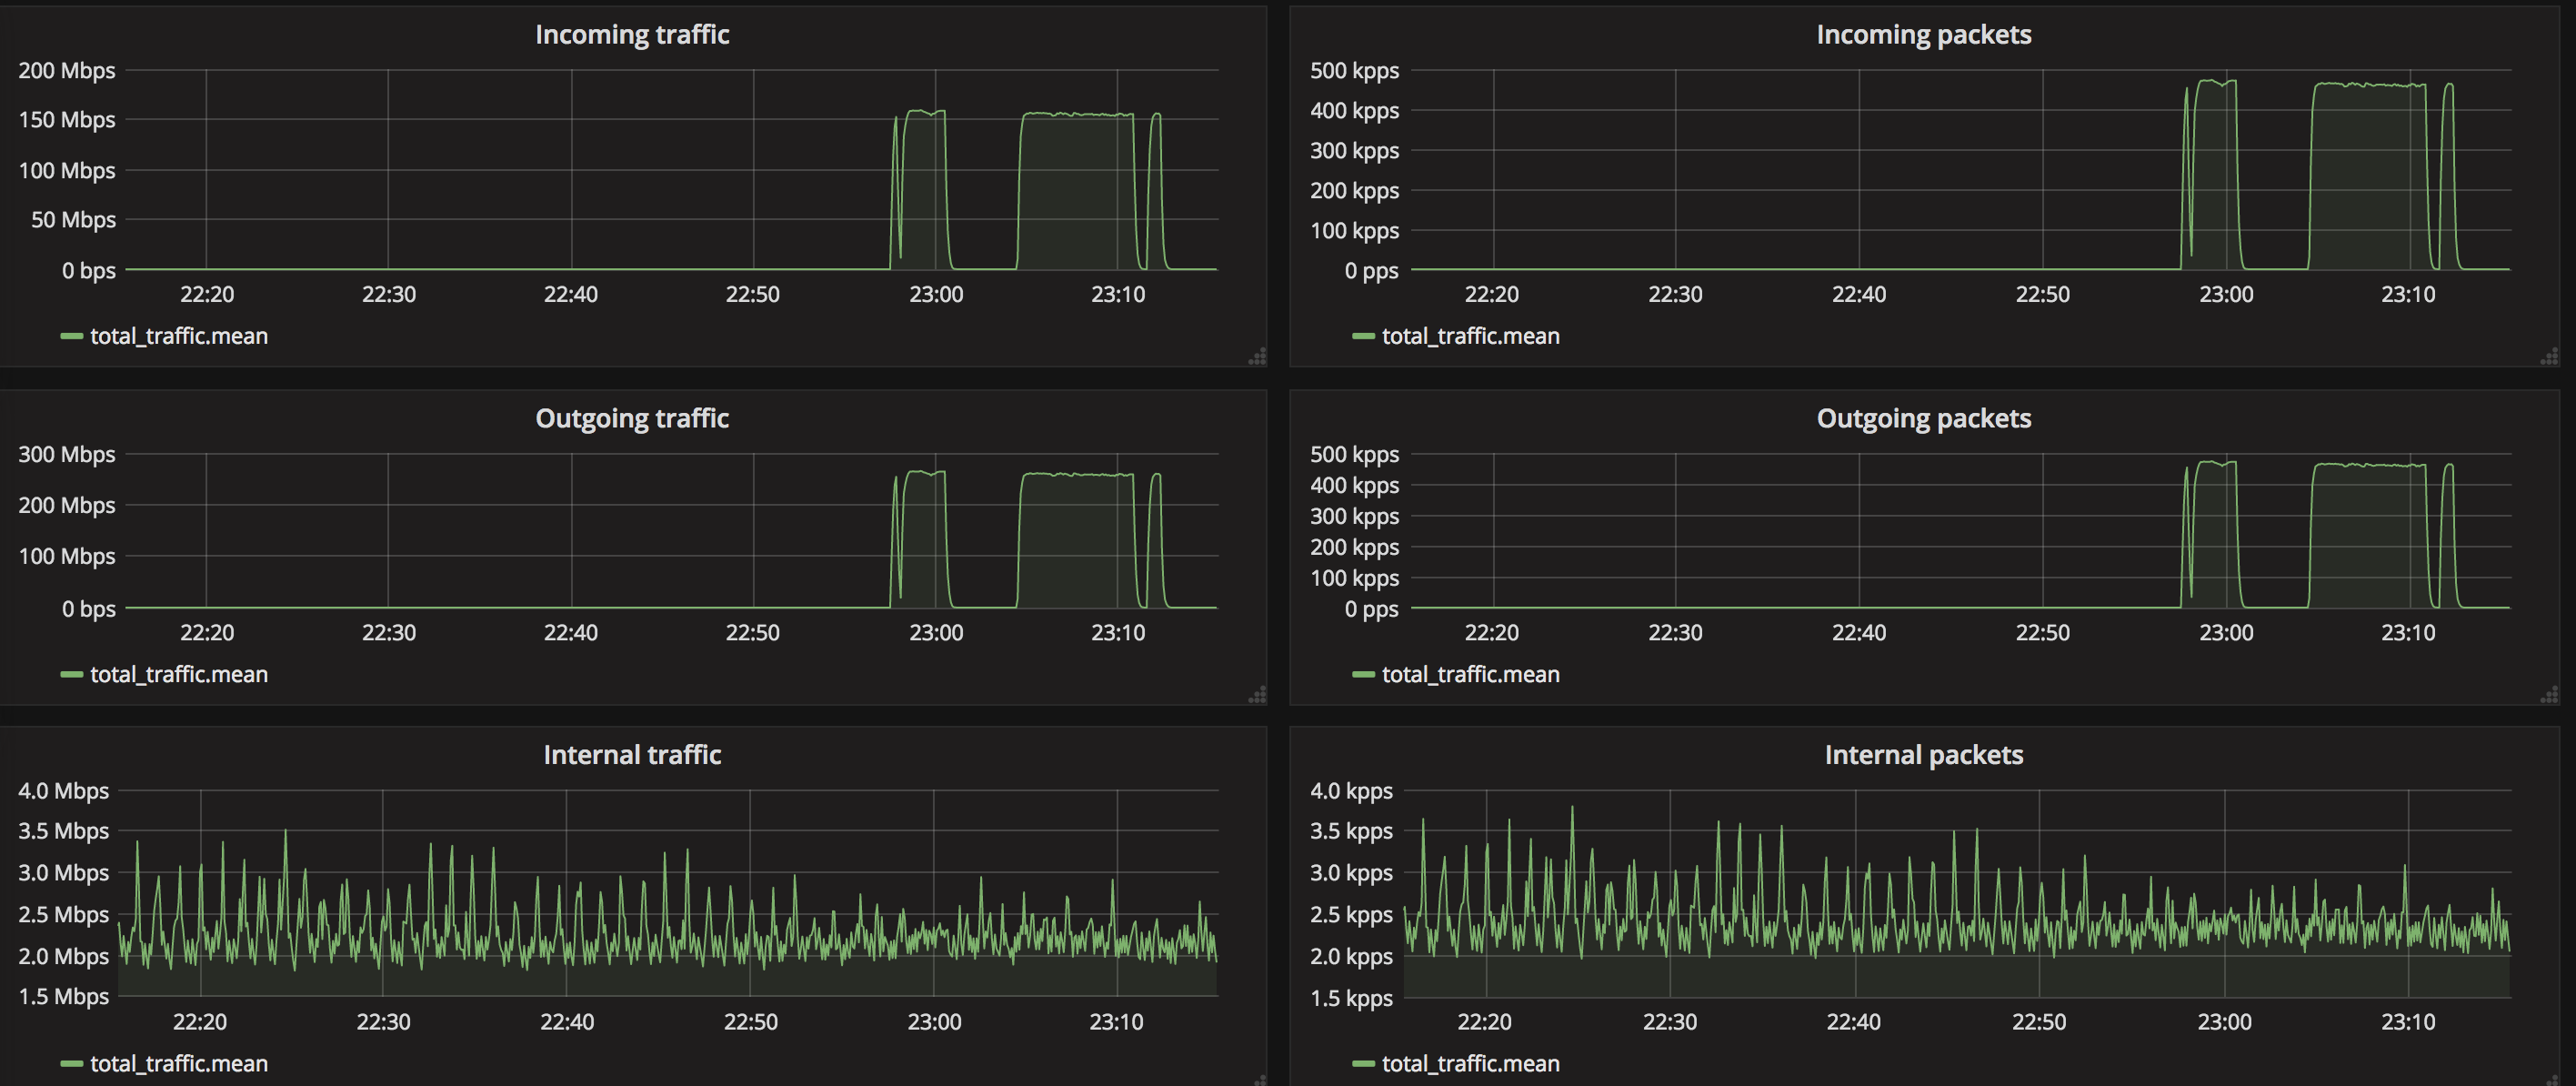 Incoming traffic
200 Mbps
150 Mbps
100 Mbps
50 Mbps
0 bps
22:20 22:30 22:40 22:50 23:00 23:10
total_traffic.mean
Incoming packets
500 kpps
400 kpps
300 kpps
200 kpps
100 kpps
0 pps
22:20 22:30 22:40 22:50 23:00 23:10
total_traffic.mean
Outgoing traffic
300 Mbps
200 Mbps
100 Mbps
0 bps
22:20 22:30 22:40 22:50 23:00 23:10
total_traffic.mean
Outgoing packets
500 kpps
400 kpps
300 kpps
200 kpps
100 kpps
0 pps
22:20 22:30 22:40 22:50 23:00 23:10
total_traffic.mean
Internal traffic
4.0 Mbps
3.5 Mbps
3.0 Mbps
2.5 Mbps
2.0 Mbps
1.5 Mbps
22:20 22:30 22:40 22:50 23:00 23:10
total_traffic.mean
Internal packets
4.0 kpps
3.5 kpps
3.0 kpps
2.5 kpps
2.0 kpps
1.5 kpps
22:20 22:30 22:40 22:50 23:00 23:10
total_traffic.mean